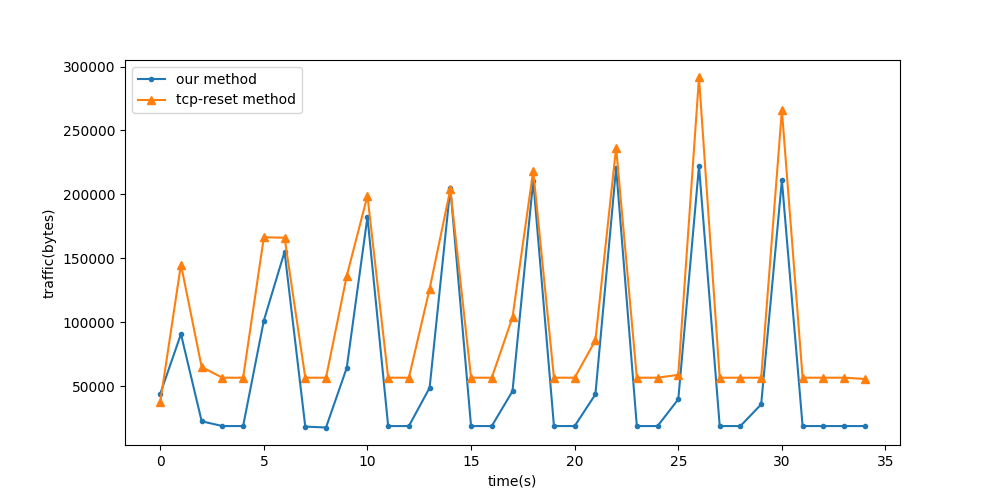 our method
tcp-reset method
300000
250000
200000
150000
100000
50000
traffic(bytes)
0 5 10 15 20 25 30 35
time(s)